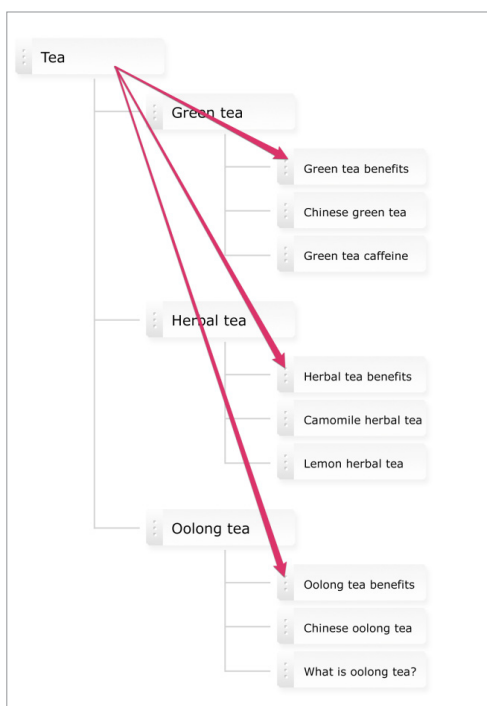 Tea
Green tea
Green tea benefits
Chinese green tea
Green tea caffeine
Herbal tea
Herbal tea benefits
Camomile herbal tea
Lemon herbal tea
Oolong tea
Oolong tea benefits
Chinese oolong tea
What is oolong tea?